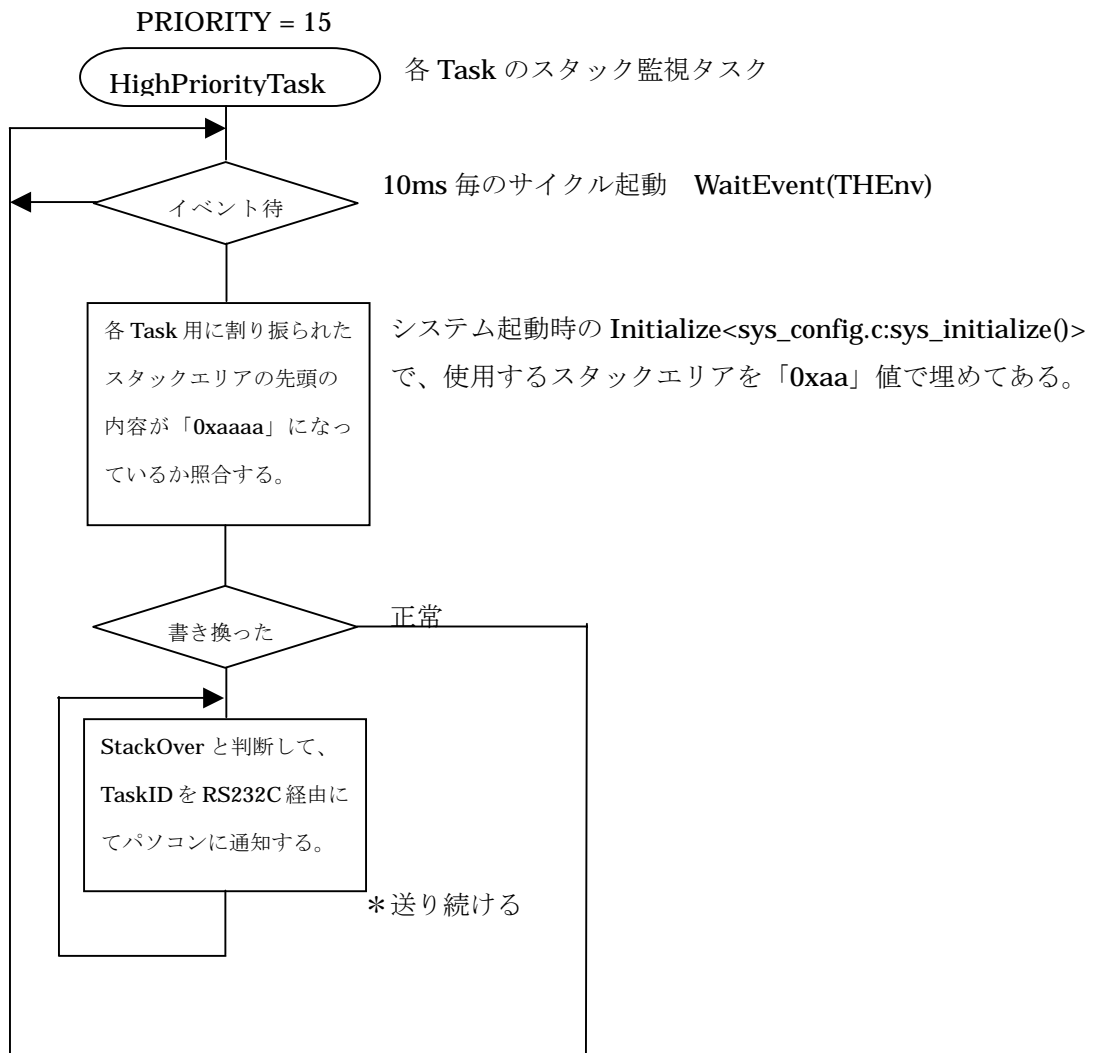 PRIORITY = 15
HighPriorityTask
各 Task のスタック監視タスク
10ms 毎のサイクル起動　WaitEvent(THEnv)
イベント待
各 Task 用に割り振られた
スタックエリアの先頭の
内容が「0xaaaa」になっ
ているか照合する。
システム起動時の Initialize<sys_config.c:sys_initialize()>
で、使用するスタックエリアを「0xaa」値で埋めてある。
書き換った
正常
StackOver と判断して、
TaskID を RS232C 経由に
てパソコンに通知する。
＊送り続ける